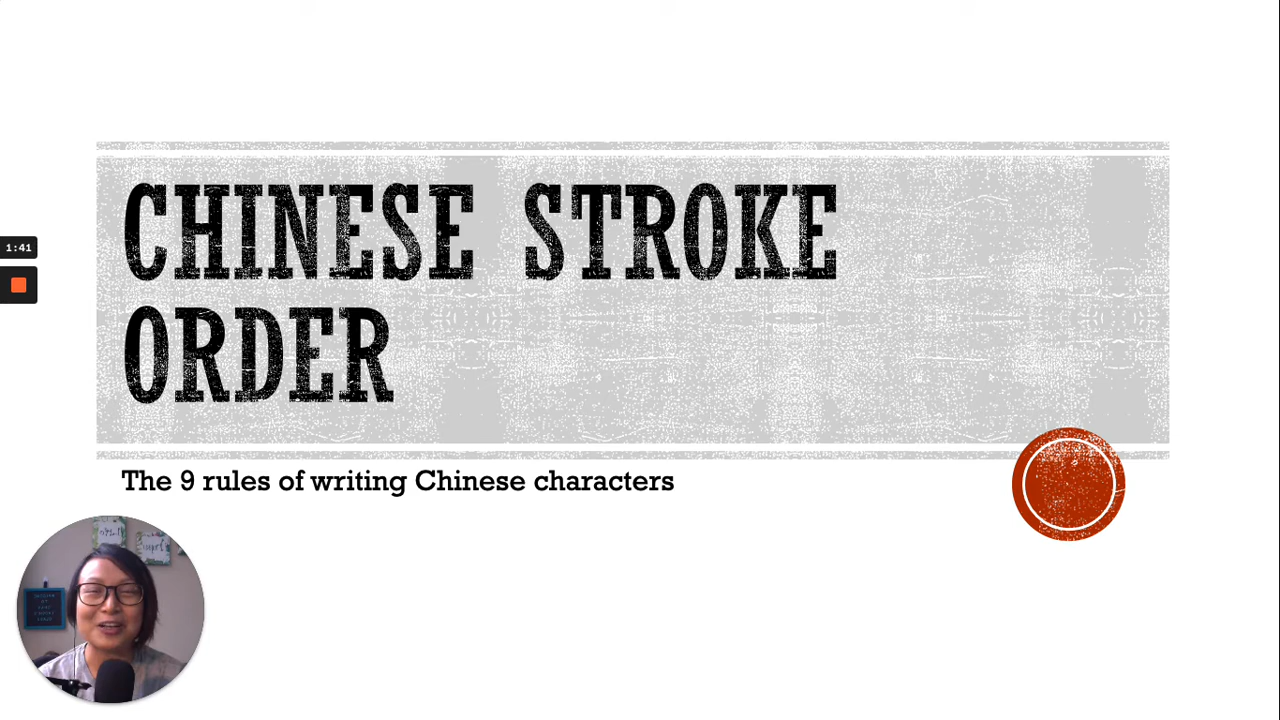 CHINESE STROKE
ORDER
1:41
The 9 rules of writing Chinese characters